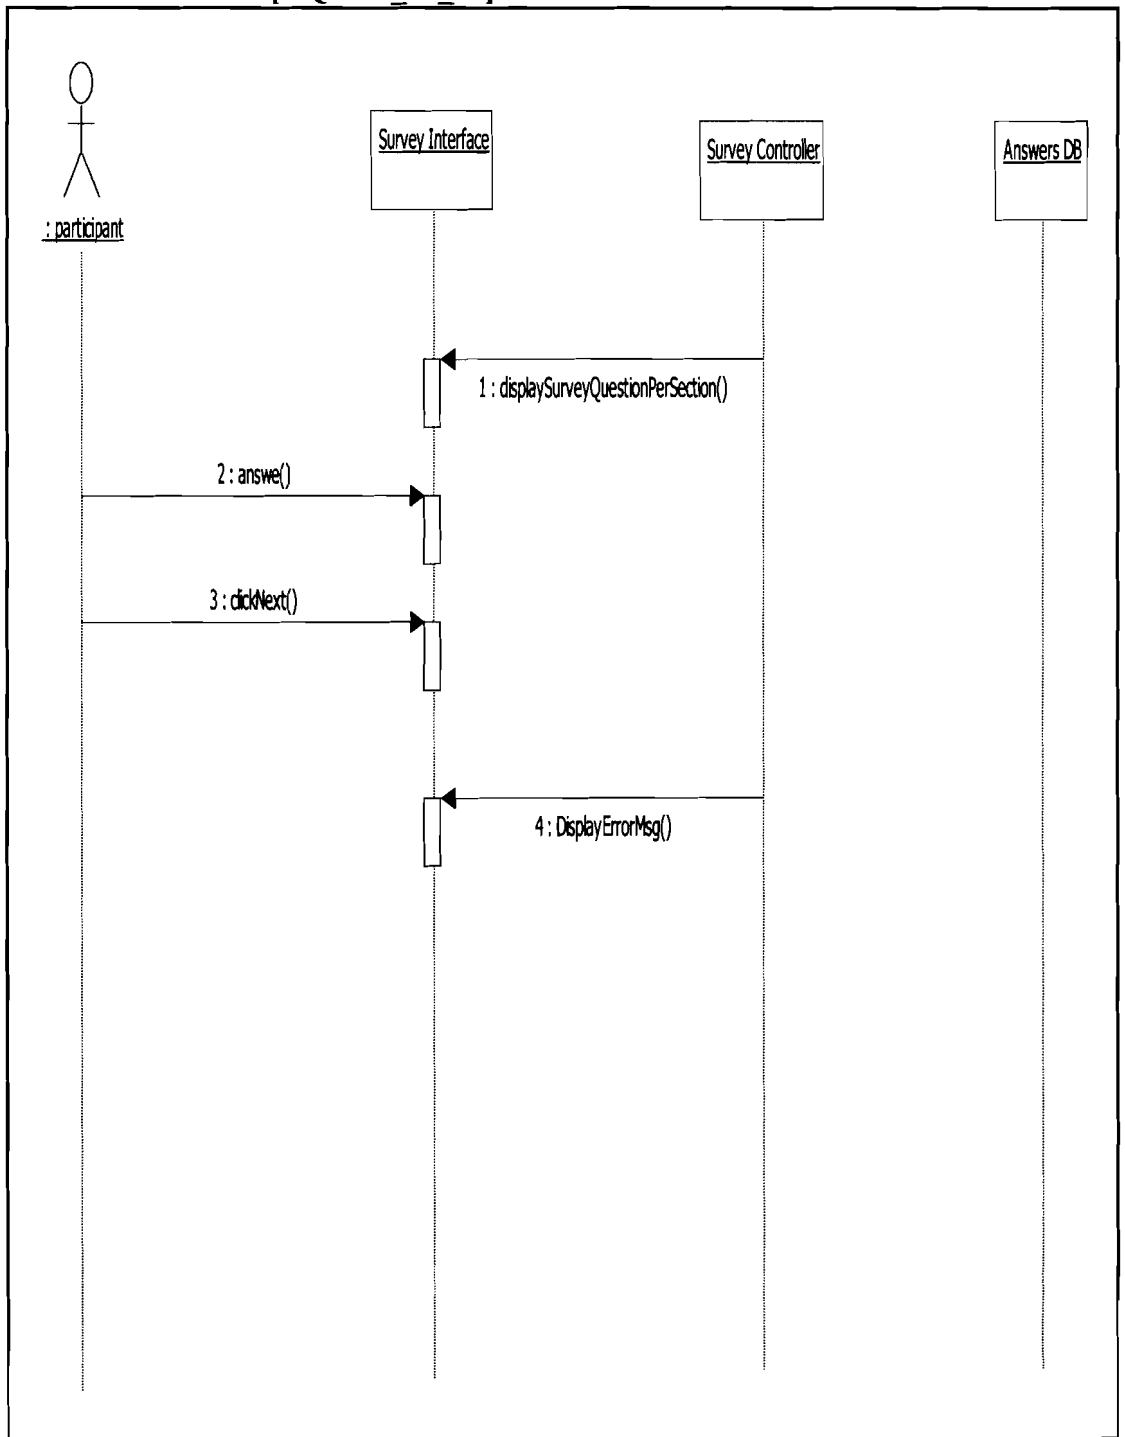 Survey Interface
Survey Controller
Answers DB
: participant
1 : displaySurveyQuestionPerSection()
2 : answe()
3 : clickNext()
4 : DisplayErrorMsg()